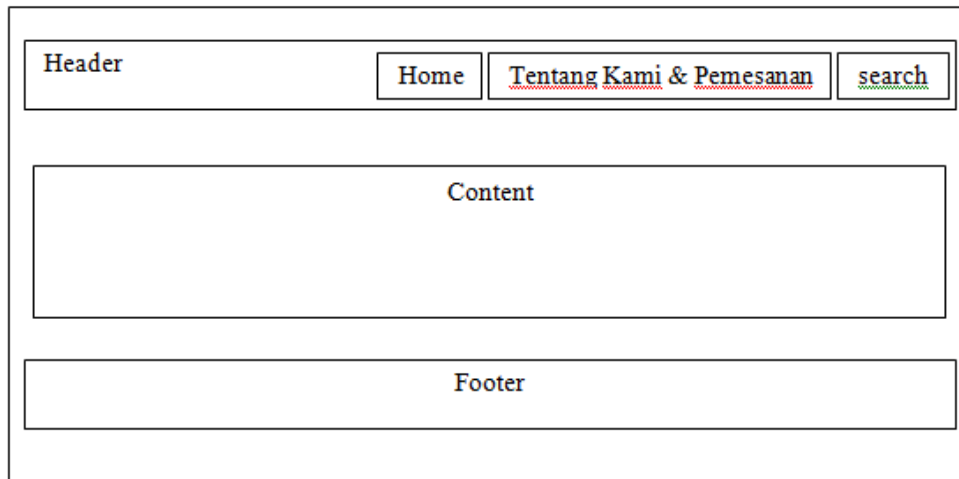 Header
Home
Tentang Kami & Pemesanan
search
Content
Footer